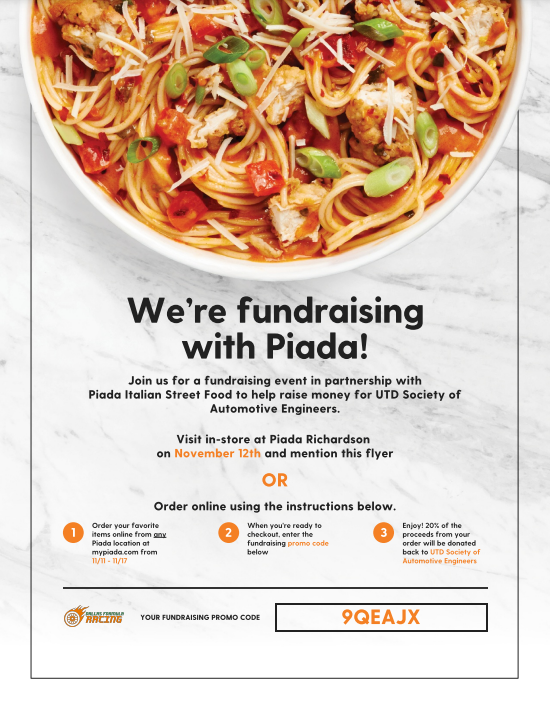 We're fundraising
with Piada!
Join us for a fundraising event in partnership with
Piada Italian Street Food to help raise money for UTD Society of
Automotive Engineers.
Visit in-store at Piada Richardson
on November 12th and mention this flyer
OR
Order online using the instructions below.
1
Order your favorite
items online from any
Piada location at
mypiada.com from
11/11 - 11/17
2
When you're ready to
checkout, enter the
fundraising promo code
below
3
Enjoy! 20% of the
proceeds from your
order will be donated
back to UTD Society of
Automotive Engineers
DALLAS FORMULA
RACING
YOUR FUNDRAISING PROMO CODE
9QEAJX